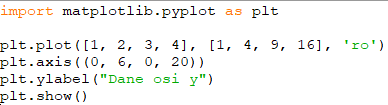 import matplotlib.pyplot as plt
plt.plot([1, 2, 3, 4], [1, 4, 9, 16], 'ro')
plt.axis((0, 6, 0, 20))
plt.ylabel("Dane osi y")
plt.show()